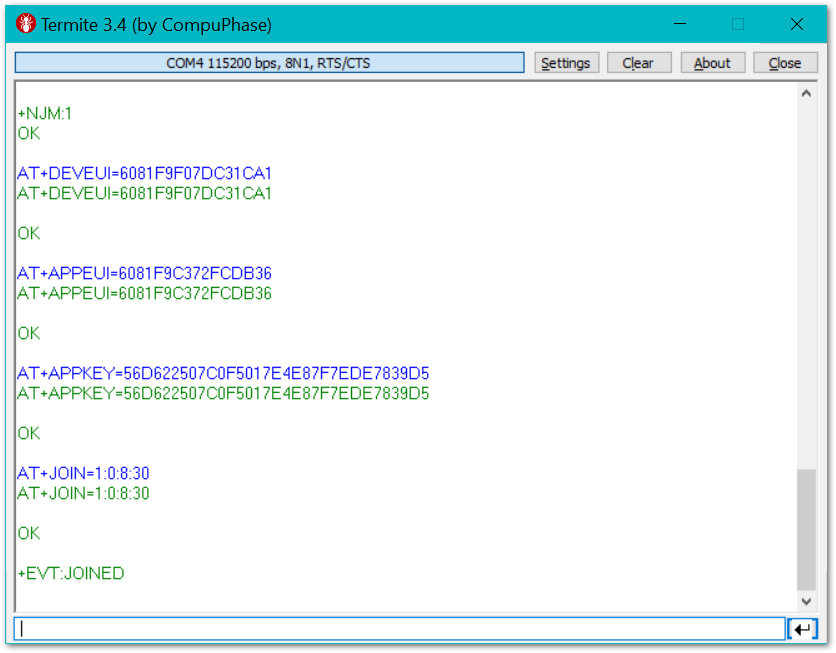 Termite 3.4 (by CompuPhase)
COM4 115200 bps, 8N1, RTS/CTS
Settings
Clear
About
Close
+NJM:1
OK
AT+DEVEUI=6081F9F07DC31CA1
AT+DEVEUI=6081F9F07DC31CA1
OK
AT+APPEUI=6081F9C372FCDB36
AT+APPEUI=6081F9C372FCDB36
OK
AT+APPKEY=56D622507C0F5017E4E87F7EDE7839D5
AT+APPKEY=56D622507C0F5017E4E87F7EDE7839D5
OK
AT+JOIN=1:0:8:30
AT+JOIN=1:0:8:30
OK
+EVT:JOINED